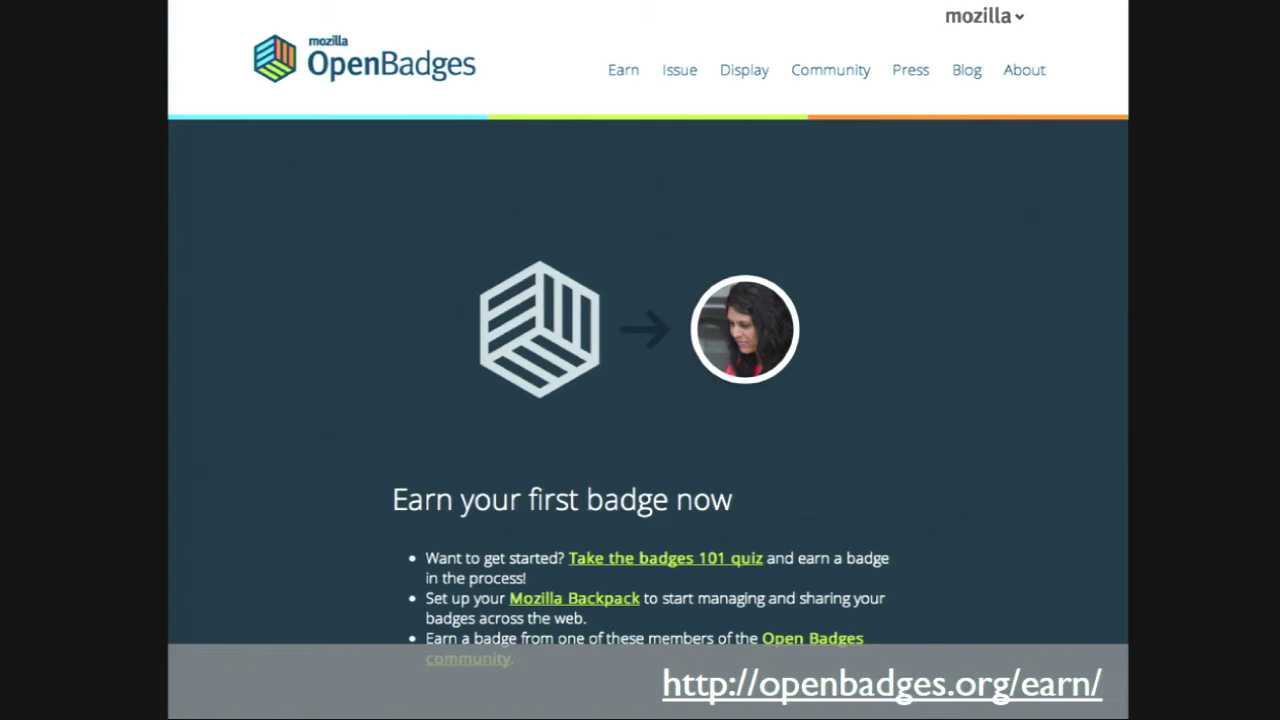 mozilla
mozilla
OpenBadges
Earn Issue Display Community Press Blog About
Earn your first badge now
• Want to get started? Take the badges 101 quiz and earn a badge
in the process!
• Set up your Mozilla Backpack to start managing and sharing your
badges across the web.
• Earn a badge from one of these members of the Open Badges
community.
http://openbadges.org/earn/